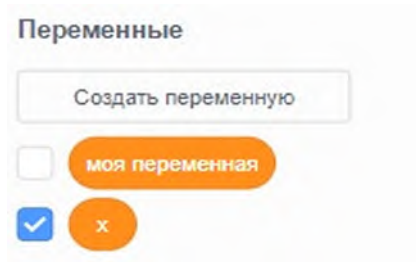 Переменные
Создать переменную
моя переменная
x